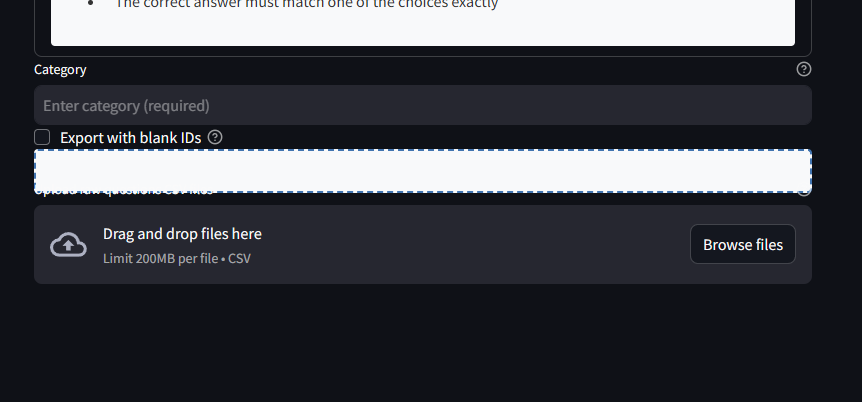 The correct answer must match one of the choices exactly
Category
Enter category (required)
Export with blank IDs
Drag and drop files here
Limit 200MB per file • CSV
Browse files